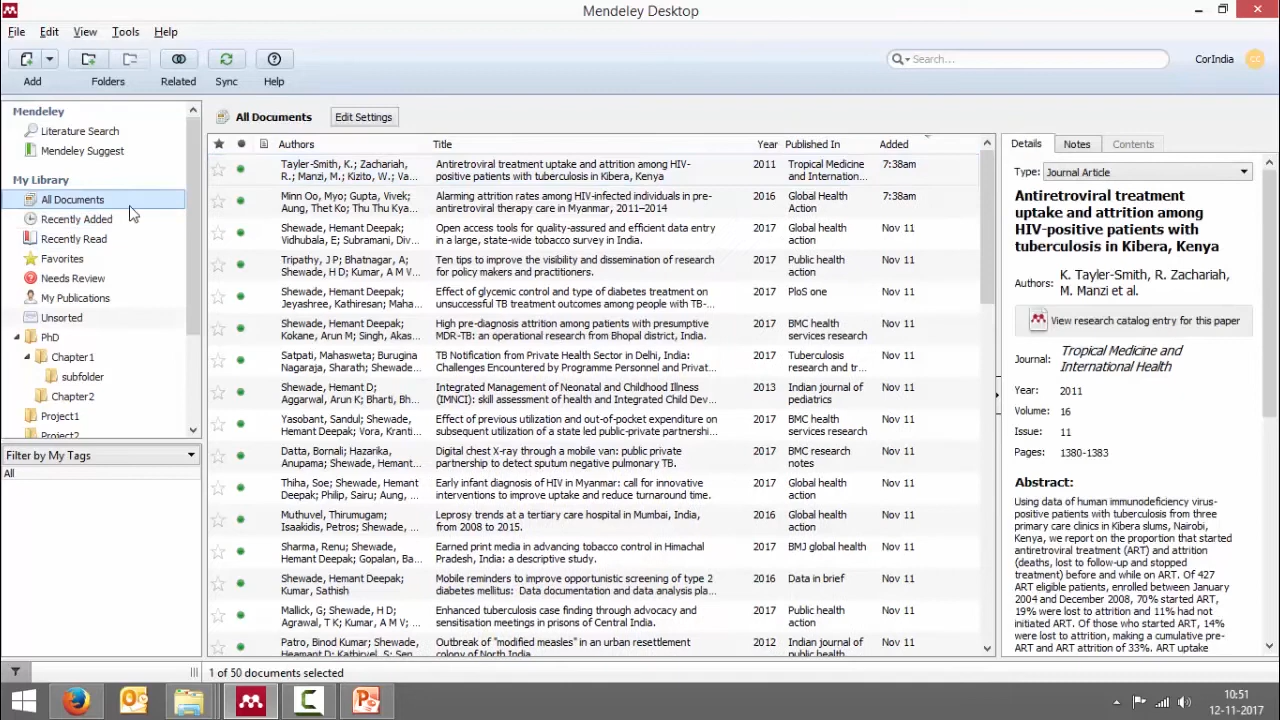 Mendeley Desktop
File Edit View Tools Help
Search...
CorIndia
CC
Add Folders Related Sync Help
Mendeley
Literature Search
Mendeley Suggest
My Library
All Documents
Recently Added
Recently Read
Favorites
Needs Review
My Publications
Unsorted
PhD
Chapter1
subfolder
Chapter2
Project1
Project2
Filter by My Tags
All
All Documents Edit Settings
Authors Title Year Published In Added
Tayler-Smith, K.; Zachariah, Antiretroviral treatment uptake and attrition among HIV- 2011 Tropical Medicine 7:38am
R.; Manzi, M.; Kizito, W.; Va... positive patients with tuberculosis in Kibera, Kenya and Internation...
Minn Oo, Myo; Gupta, Vivek; Alarming attrition rates among HIV-infected individuals in pre- 2016 Global Health 7:38am
Aung, Thet Ko; Thu Thu Kya... antiretroviral therapy care in Myanmar, 2011–2014 Action
Shewade, Hemant Deepak; Open access tools for quality-assured and efficient data entry 2017 Global health Nov 11
Vidhubala, E; Subramani, Div... in a large, state-wide tobacco survey in India. action
Tripathy, J P; Bhatnagar, A; Ten tips to improve the visibility and dissemination of research 2017 Public health Nov 11
Shewade, H D; Kumar, A M V... for policy makers and practitioners. action
Shewade, Hemant Deepak; Effect of glycemic control and type of diabetes treatment on 2017 PloS one Nov 11
Jeyashree, Kathiresan; Maha... unsuccessful TB treatment outcomes among people with TB-...
Shewade, Hemant Deepak; High pre-diagnosis attrition among patients with presumptive 2017 BMC health Nov 11
Kokane, Arun M; Singh, Akas... MDR-TB: an operational research from Bhopal district, India. services research
Satpati, Mahasweta; Burugina TB Notification from Private Health Sector in Delhi, India: 2017 Tuberculosis Nov 11
Nagaraja, Sharath; Shewade... Challenges Encountered by Programme Personnel and Privat... research and tr...
Shewade, Hemant D; Integrated Management of Neonatal and Childhood Illness 2013 Indian journal of Nov 11
Aggarwal, Arun K; Bharti, Bh... (IMNCI): skill assessment of health and Integrated Child Dev... pediatrics
Yasobant, Sandul; Shewade, Effect of previous utilization and out-of-pocket expenditure on 2017 BMC health Nov 11
Hemant Deepak; Vora, Kranti... subsequent utilization of a state led public-private partnershi... services research
Datta, Bornali; Hazarika, Digital chest X-ray through a mobile van: public private 2017 BMC research Nov 11
Anupama; Shewade, Hemant... partnership to detect sputum negative pulmonary TB. notes
Thiha, Soe; Shewade, Hemant Early infant diagnosis of HIV in Myanmar: call for innovative 2017 Global health Nov 11
Deepak; Philip, Sairu; Aung, ... interventions to improve uptake and reduce turnaround time. action
Muthuvel, Thirumugam; Leprosy trends at a tertiary care hospital in Mumbai, India, 2016 Global health Nov 11
Isaakidis, Petros; Shewade, ... from 2008 to 2015. action
Sharma, Renu; Shewade, Earned print media in advancing tobacco control in Himachal 2017 BMJ global health Nov 11
Hemant Deepak; Gopalan, Ba... Pradesh, India: a descriptive study.
Shewade, Hemant Deepak; Mobile reminders to improve opportunistic screening of type 2 2016 Data in brief Nov 11
Kumar, Sathish diabetes mellitus: Data documentation and data analysis pla...
Mallick, G; Shewade, H D; Enhanced tuberculosis case finding through advocacy and 2017 Public health Nov 11
Agrawal, T K; Kumar, A M V; ... sensitisation meetings in prisons of Central India. action
Patro, Binod Kumar; Shewade, Outbreak of "modified measles" in an urban resettlement 2012 Indian journal of Nov 11
Hemant D; Kathirvel, S; Sen... colony of North India. public health
Details Notes Contents
Type: Journal Article
Antiretroviral treatment
uptake and attrition among
HIV-positive patients with
tuberculosis in Kibera, Kenya
Authors: K. Tayler-Smith, R. Zachariah,
M. Manzi et al.
View research catalog entry for this paper
Journal: Tropical Medicine and
International Health
Year: 2011
Volume: 16
Issue: 11
Pages: 1380-1383
Abstract:
Using data of human immunodeficiency virus-
positive patients with tuberculosis from three
primary care clinics in Kibera slums, Nairobi,
Kenya, we report on the proportion that started
antiretroviral treatment (ART) and attrition
(deaths, lost to follow-up and stopped
treatment) before and while on ART. Of 427
ART eligible patients, enrolled between January
2004 and December 2008, 70% started ART,
19% were lost to attrition and 11% had not
initiated ART. Of those who started ART, 14%
were lost to attrition, making a cumulative pre-
ART and ART attrition of 33%. ART uptake
1 of 50 documents selected
10:51
12-11-2017